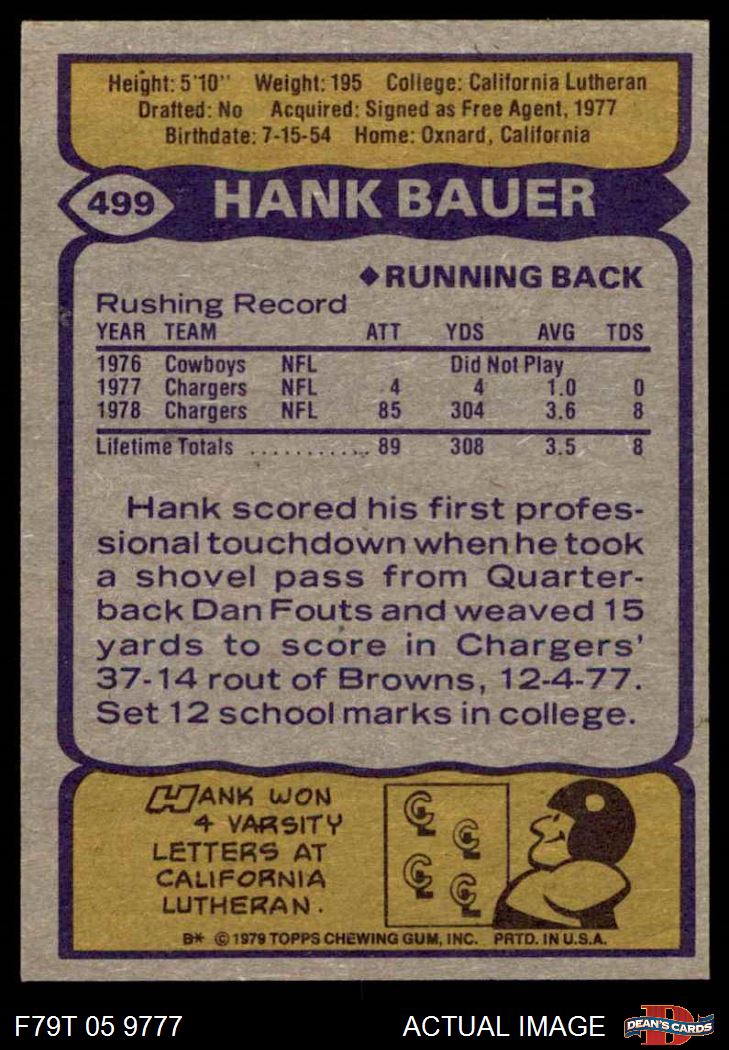 Height: 5'10" Weight: 195 College: California Lutheran
Drafted: No Acquired: Signed as Free Agent, 1977
Birthdate: 7-15-54 Home: Oxnard, California
499 HANK BAUER
◆RUNNING BACK
Rushing Record
YEAR TEAM ATT YDS AVG TDS
1976 Cowboys NFL Did Not Play
1977 Chargers NFL 4 4 1.0 0
1978 Chargers NFL 85 304 3.6 8
Lifetime Totals ........... 89 308 3.5 8
Hank scored his first profes-
sional touchdown when he took
a shovel pass from Quarter-
back Dan Fouts and weaved 15
yards to score in Chargers'
37-14 rout of Browns, 12-4-77.
Set 12 school marks in college.
HANK WON
4 VARSITY
LETTERS AT
CALIFORNIA
LUTHERAN.
CL CL
CL CL
B* © 1979 TOPPS CHEWING GUM, INC. PRTD. IN U.S.A.
F79T 05 9777 ACTUAL IMAGE D DEAN'S CARDS